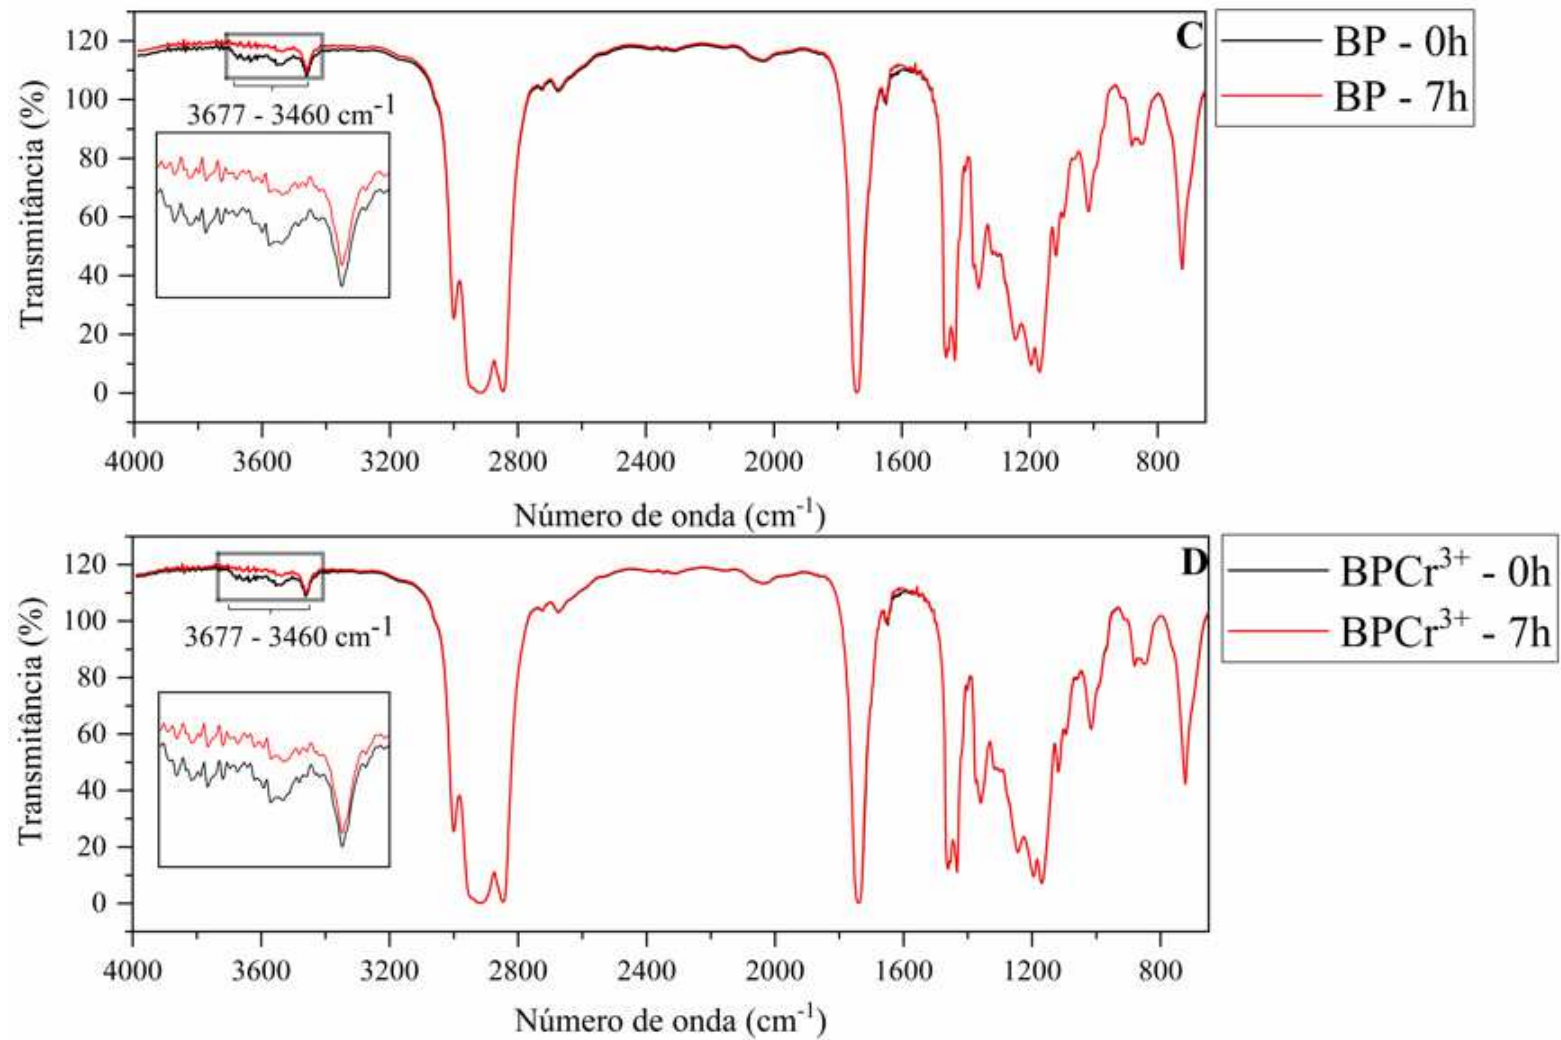 C
BP - 0h
BP - 7h
Transmitância (%)
120
100
80
60
40
20
0
3677 - 3460 cm⁻¹
4000 3600 3200 2800 2400 2000 1600 1200 800
Número de onda (cm⁻¹)
D
BPCr³⁺ - 0h
BPCr³⁺ - 7h
Transmitância (%)
120
100
80
60
40
20
0
3677 - 3460 cm⁻¹
4000 3600 3200 2800 2400 2000 1600 1200 800
Número de onda (cm⁻¹)